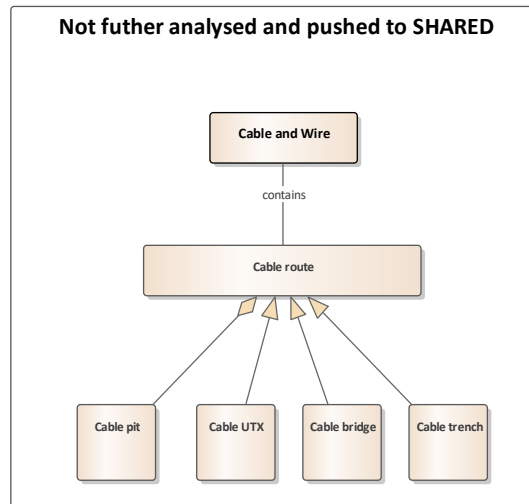 Not futher analysed and pushed to SHARED
Cable and Wire
contains
Cable route
Cable pit
Cable UTX
Cable bridge
Cable trench